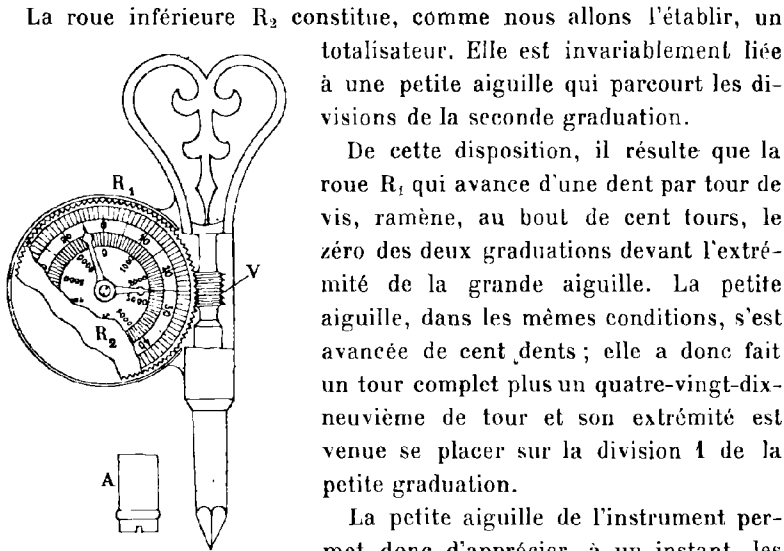 La roue inférieure R₂ constitue, comme nous allons l'établir, un
totalisateur. Elle est invariablement liée
à une petite aiguille qui parcourt les di-
visions de la seconde graduation.
De cette disposition, il résulte que la
roue R₁ qui avance d'une dent par tour de
vis, ramène, au bout de cent tours, le
zéro des deux graduations devant l'extré-
mité de la grande aiguille. La petite
aiguille, dans les mêmes conditions, s'est
avancée de cent dents ; elle a donc fait
un tour complet plus un quatre-vingt-dix-
neuvième de tour et son extrémité est
venue se placer sur la division 1 de la
petite graduation.
La petite aiguille de l'instrument per-
met donc d'apprécier, à un instant, les
R₁
V
R₂
A